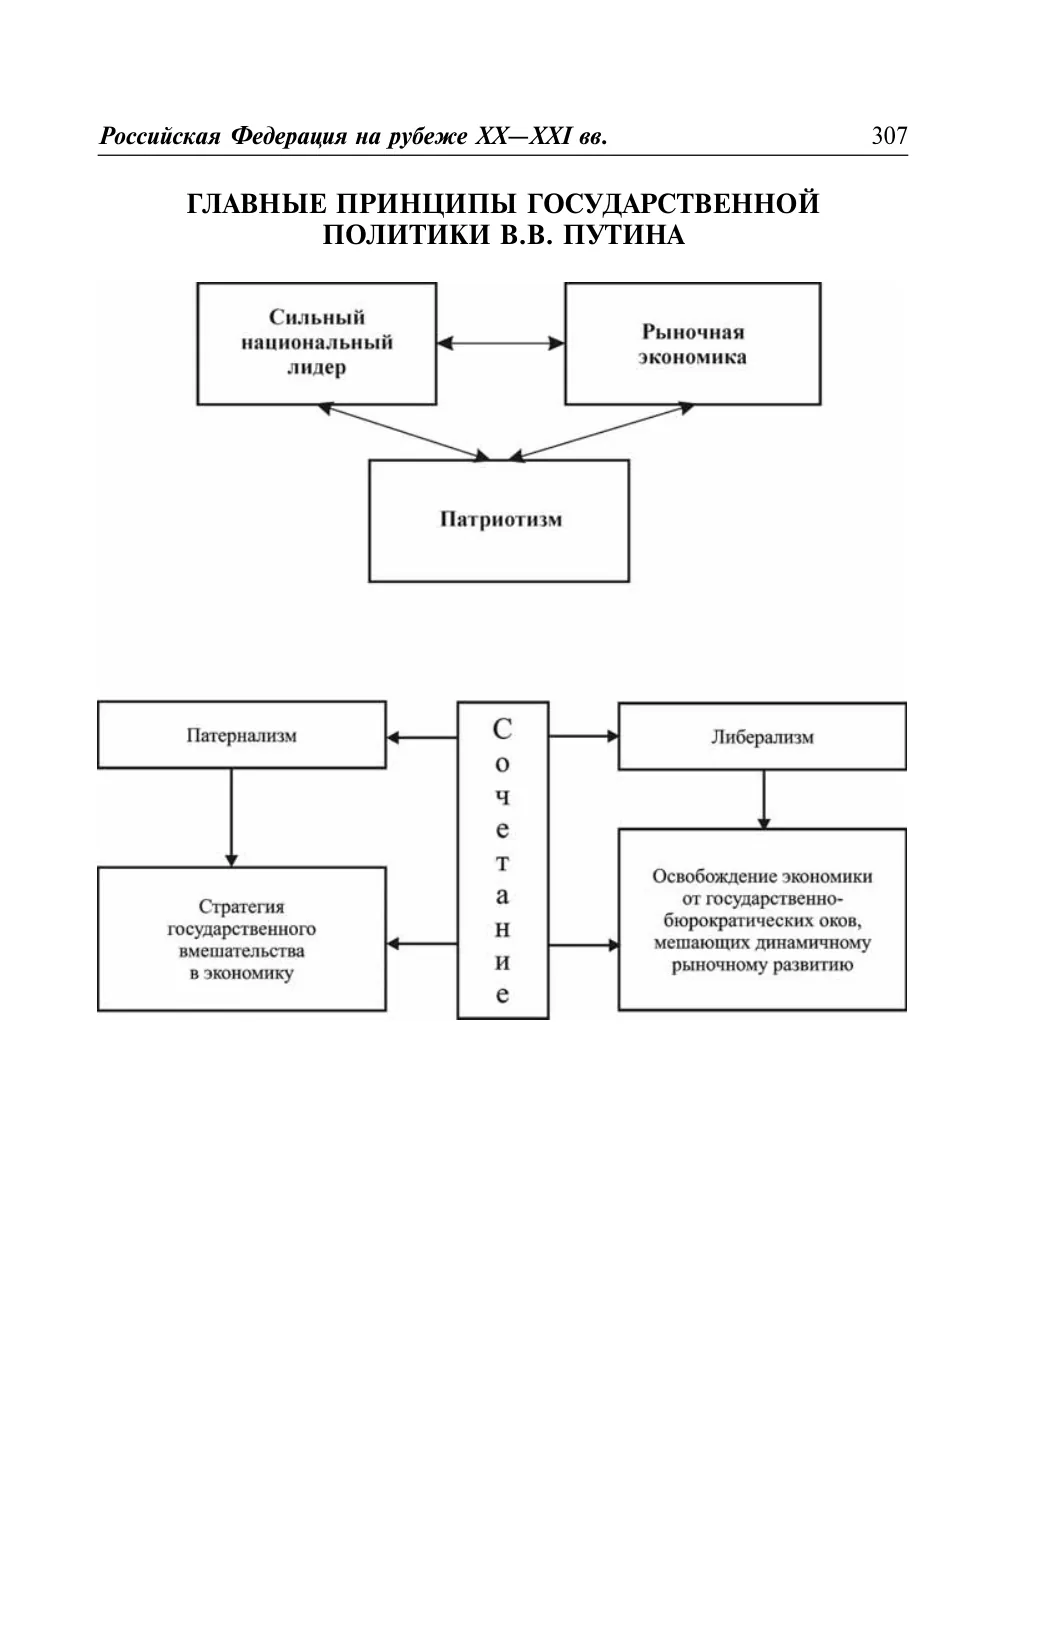 Российская Федерация на рубеже XX—XXI вв. 307
ГЛАВНЫЕ ПРИНЦИПЫ ГОСУДАРСТВЕННОЙ
ПОЛИТИКИ В.В. ПУТИНА
Сильный
национальный
лидер
Рыночная
экономика
Патриотизм
Патернализм
Сочетание
Либерализм
Стратегия
государственного
вмешательства
в экономику
Освобождение экономики
от государственно-
бюрократических оков,
мешающих динамичному
рыночному развитию